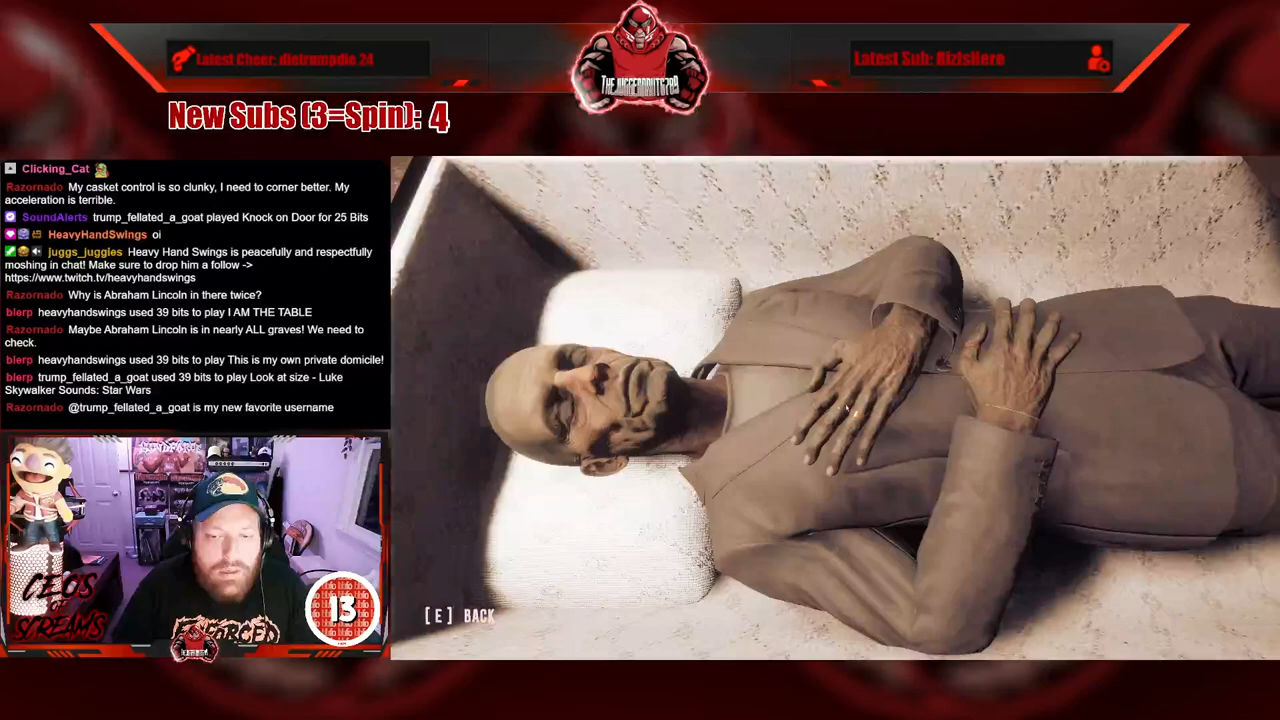 Latest Cheer: dietrumpdie 24
THEJUGGERNAUT6789
Latest Sub: RizIsHere
New Subs (3=Spin): 4
Clicking_Cat
Razornado My casket control is so clunky, I need to corner better. My
acceleration is terrible.
SoundAlerts trump_fellated_a_goat played Knock on Door for 25 Bits
HeavyHandSwings oi
juggs_juggies Heavy Hand Swings is peacefully and respectfully
moshing in chat! Make sure to drop him a follow ->
https://www.twitch.tv/heavyhandswings
Razornado Why is Abraham Lincoln in there twice?
blerp heavyhandswings used 39 bits to play I AM THE TABLE
Razornado Maybe Abraham Lincoln is in nearly ALL graves! We need to
check.
blerp heavyhandswings used 39 bits to play This is my own private domicile!
blerp trump_fellated_a_goat used 39 bits to play Look at size - Luke
Skywalker Sounds: Star Wars
Razornado @trump_fellated_a_goat is my new favorite username
CEO'S
OF
STREAMS
13
[E] BACK